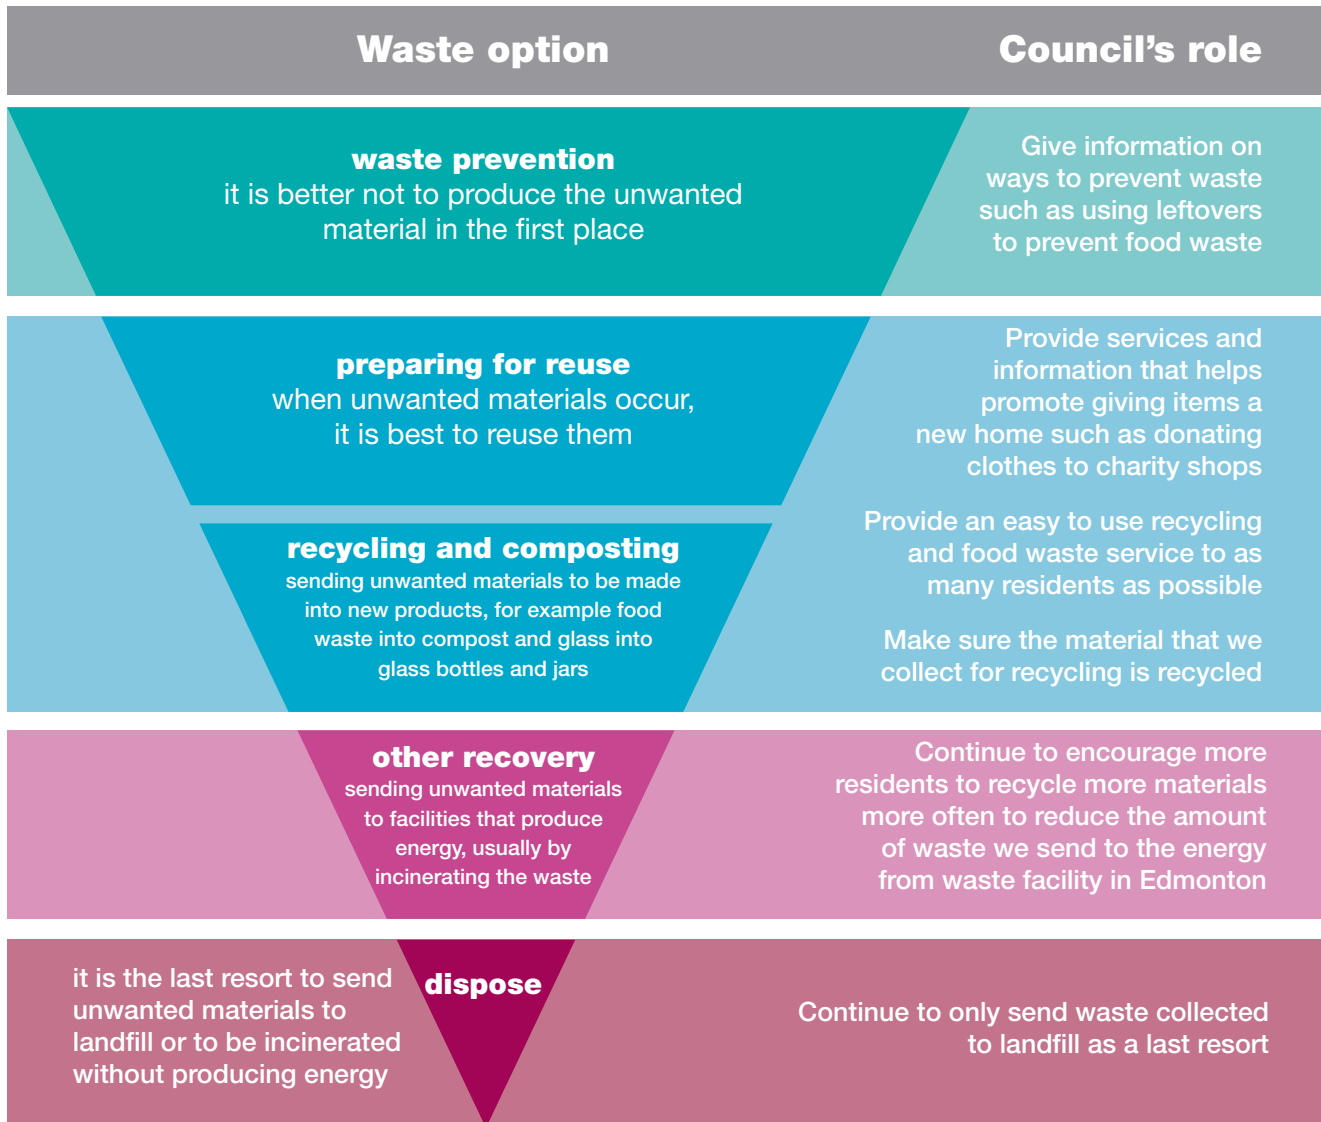 Waste option
Council's role
waste prevention
it is better not to produce the unwanted
material in the first place
Give information on
ways to prevent waste
such as using leftovers
to prevent food waste
preparing for reuse
when unwanted materials occur,
it is best to reuse them
Provide services and
information that helps
promote giving items a
new home such as donating
clothes to charity shops
recycling and composting
sending unwanted materials to be made
into new products, for example food
waste into compost and glass into
glass bottles and jars
Provide an easy to use recycling
and food waste service to as
many residents as possible
Make sure the material that we
collect for recycling is recycled
other recovery
sending unwanted materials
to facilities that produce
energy, usually by
incinerating the waste
Continue to encourage more
residents to recycle more materials
more often to reduce the amount
of waste we send to the energy
from waste facility in Edmonton
dispose
it is the last resort to send
unwanted materials to
landfill or to be incinerated
without producing energy
Continue to only send waste collected
to landfill as a last resort